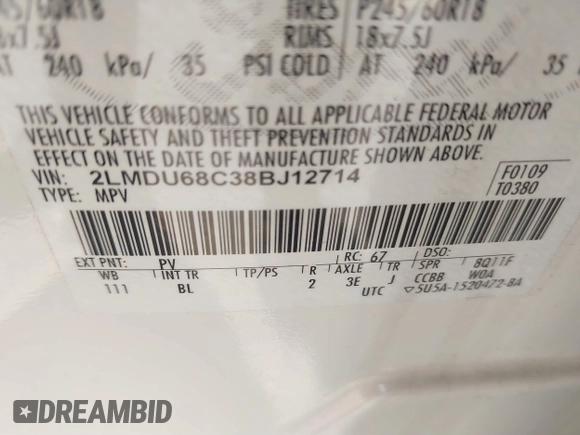 TIRES P245/60R18
8x7.5J RIMS 18x7.5J
AT 240 kPa/ 35 PSI COLD AT 240 kPa/ 35
THIS VEHICLE CONFORMS TO ALL APPLICABLE FEDERAL MOTOR
VEHICLE SAFETY AND THEFT PREVENTION STANDARDS IN
EFFECT ON THE DATE OF MANUFACTURE SHOWN ABOVE.
VIN: 2LMDU68C38BJ12714 F0109
TYPE: MPV T0380
EXT PNT: PV RC: 67 DSO:
WB INT TR TP/PS R AXLE TR SPR 8Q11F
111 BL 2 3E J CCBB W0A
UTC 5U5A-1520472-BA
DREAMBID